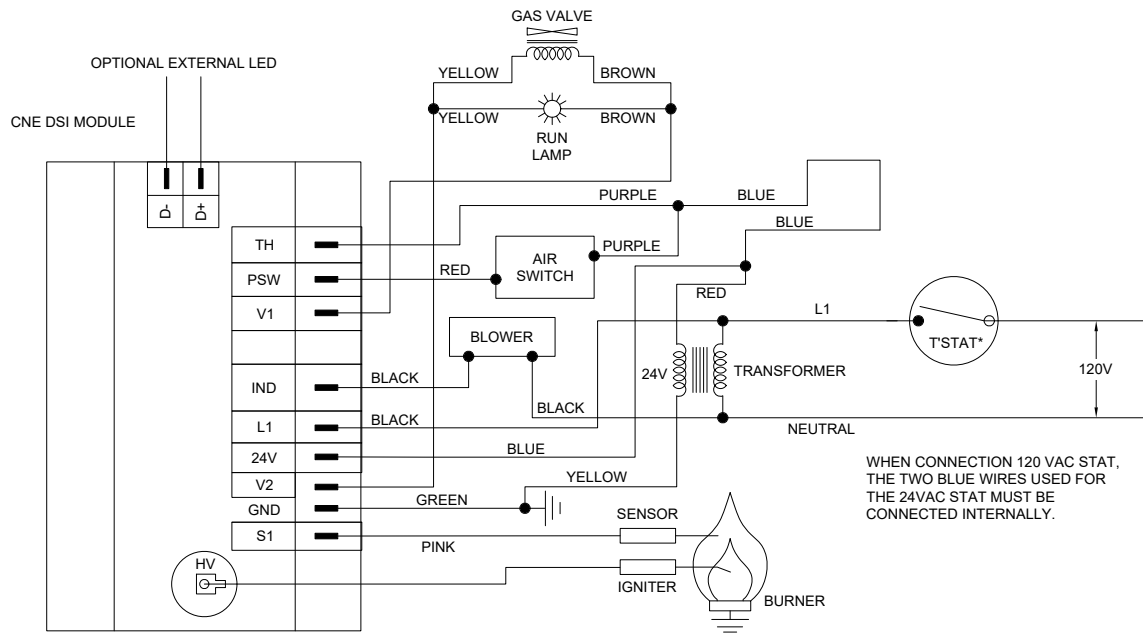 GAS VALVE
OPTIONAL EXTERNAL LED
YELLOW
BROWN
CNE DSI MODULE
YELLOW
BROWN
RUN
LAMP
D-
D+
PURPLE
BLUE
BLUE
TH
PURPLE
AIR
SWITCH
PSW
RED
RED
V1
L1
T'STAT*
BLOWER
24V
TRANSFORMER
120V
IND
BLACK
BLACK
L1
BLACK
NEUTRAL
24V
BLUE
WHEN CONNECTION 120 VAC STAT,
THE TWO BLUE WIRES USED FOR
THE 24VAC STAT MUST BE
CONNECTED INTERNALLY.
V2
YELLOW
GND
GREEN
SENSOR
S1
PINK
HV
IGNITER
BURNER